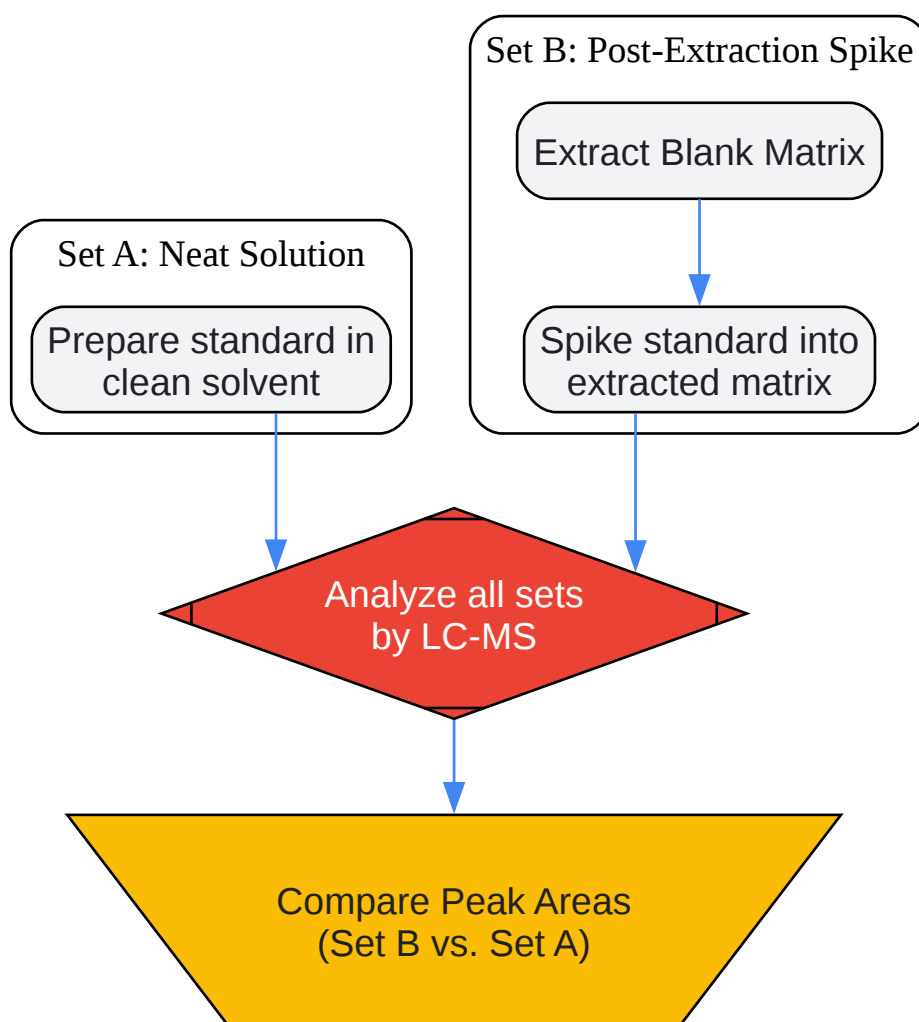 Set B: Post-Extraction Spike
Extract Blank Matrix
Set A: Neat Solution
Prepare standard in
clean solvent
Spike standard into
extracted matrix
Analyze all sets
by LC-MS
Compare Peak Areas
(Set B vs. Set A)